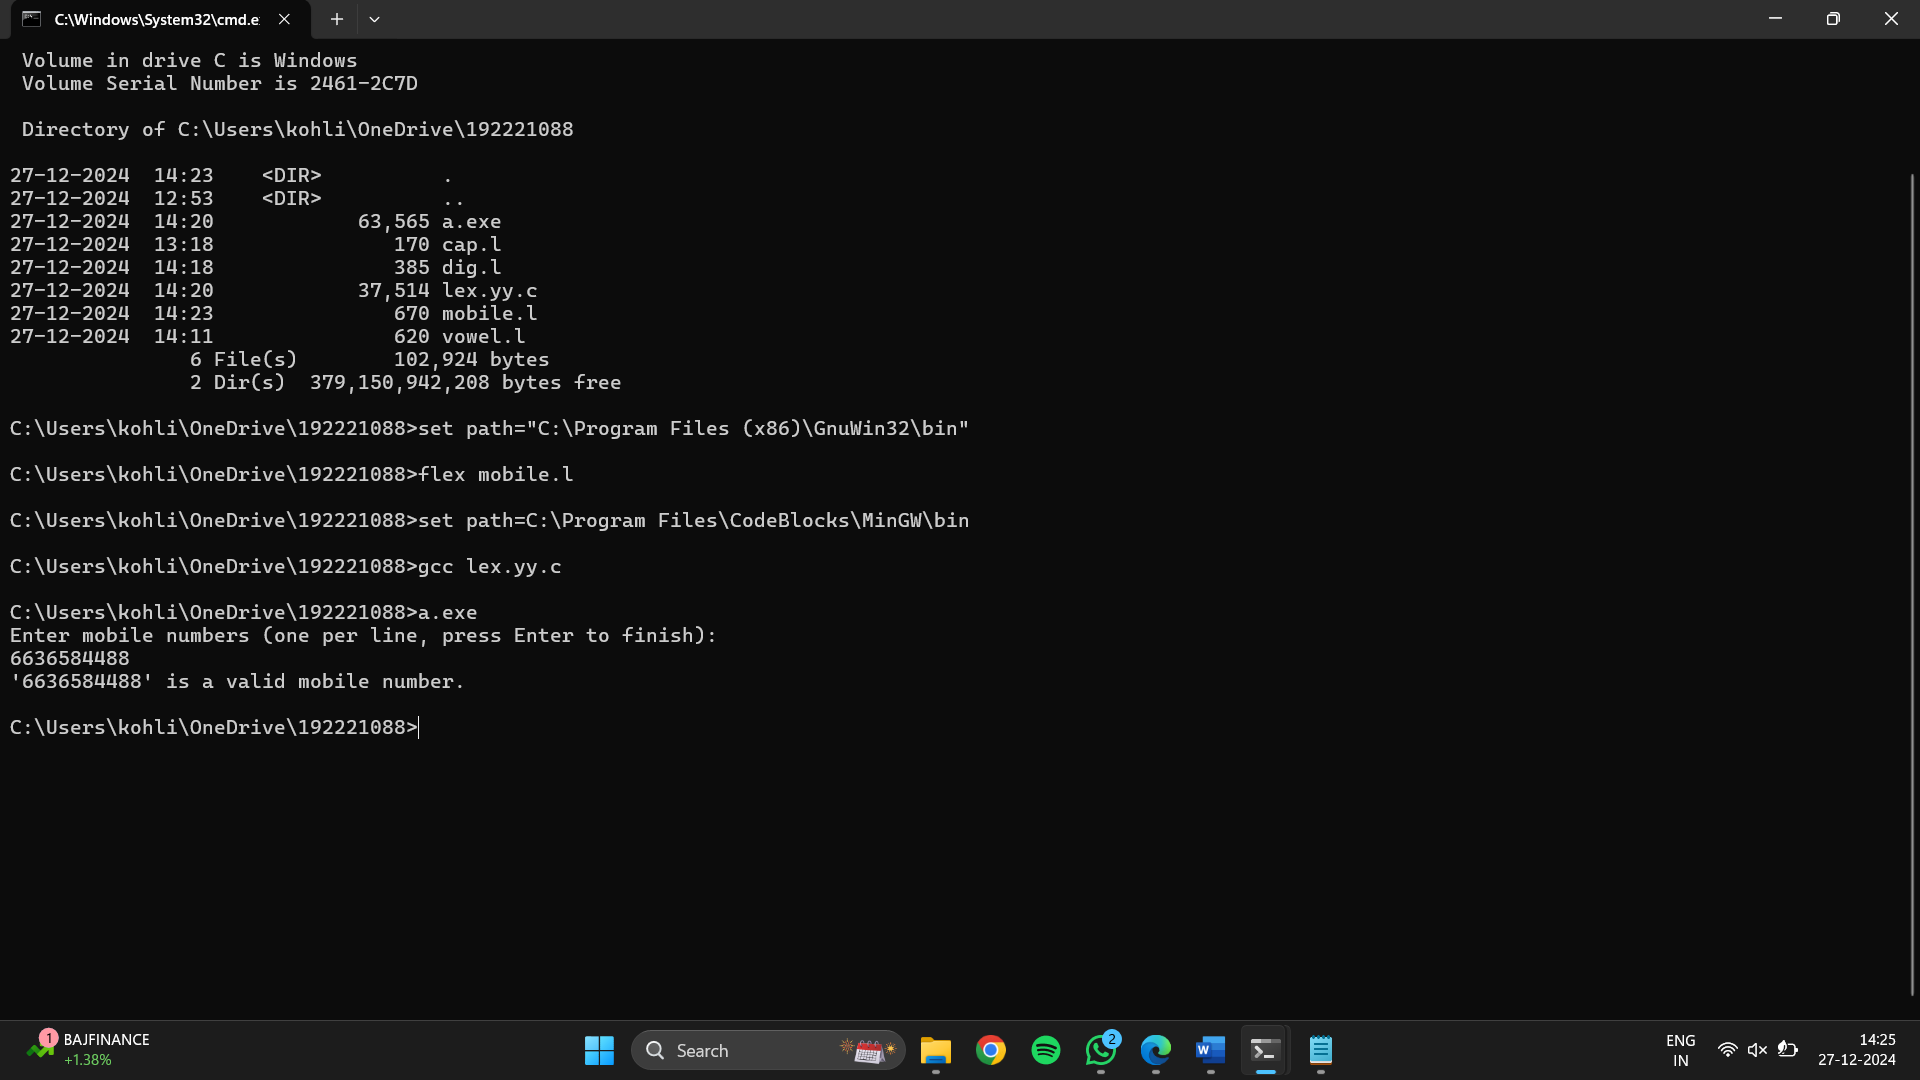 C:\Windows\System32\cmd.e
Volume in drive C is Windows
Volume Serial Number is 2461-2C7D
Directory of C:\Users\kohli\OneDrive\192221088
27-12-2024  14:23    <DIR>          .
27-12-2024  12:53    <DIR>          ..
27-12-2024  14:20            63,565 a.exe
27-12-2024  13:18               170 cap.l
27-12-2024  14:18               385 dig.l
27-12-2024  14:20            37,514 lex.yy.c
27-12-2024  14:23               670 mobile.l
27-12-2024  14:11               620 vowel.l
6 File(s)        102,924 bytes
2 Dir(s)  379,150,942,208 bytes free
C:\Users\kohli\OneDrive\192221088>set path="C:\Program Files (x86)\GnuWin32\bin"
C:\Users\kohli\OneDrive\192221088>flex mobile.l
C:\Users\kohli\OneDrive\192221088>set path=C:\Program Files\CodeBlocks\MinGW\bin
C:\Users\kohli\OneDrive\192221088>gcc lex.yy.c
C:\Users\kohli\OneDrive\192221088>a.exe
Enter mobile numbers (one per line, press Enter to finish):
6636584488
'6636584488' is a valid mobile number.
C:\Users\kohli\OneDrive\192221088>
1
BAJFINANCE
+1.38%
Search
2
W
ENG
IN
14:25
27-12-2024